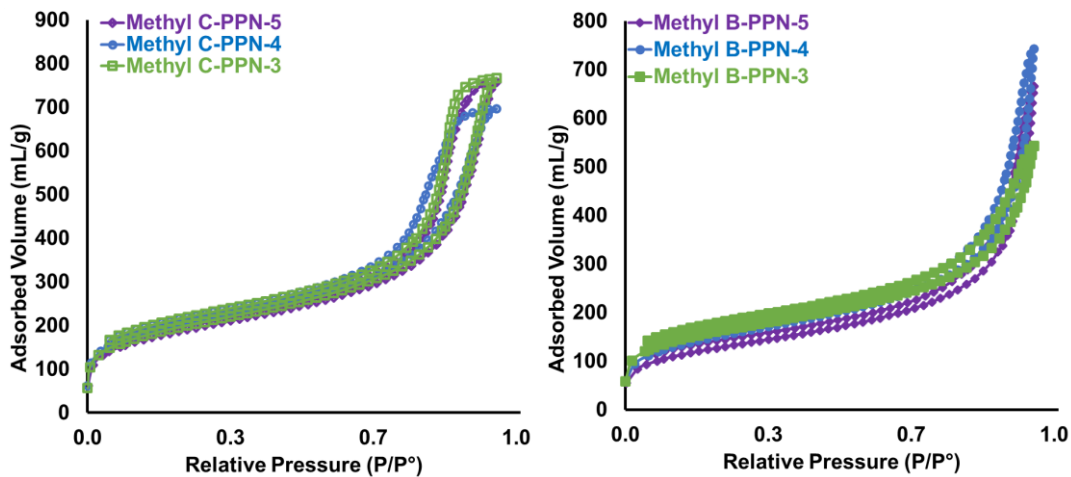 Methyl C-PPN-5
Methyl C-PPN-4
Methyl C-PPN-3
900
800
700
600
500
400
300
200
100
0
Adsorbed Volume (mL/g)
0.0
0.3
0.7
1.0
Relative Pressure (P/P°)
Methyl B-PPN-5
Methyl B-PPN-4
Methyl B-PPN-3
800
700
600
500
400
300
200
100
0
Adsorbed Volume (mL/g)
0.0
0.3
0.7
1.0
Relative Pressure (P/P°)